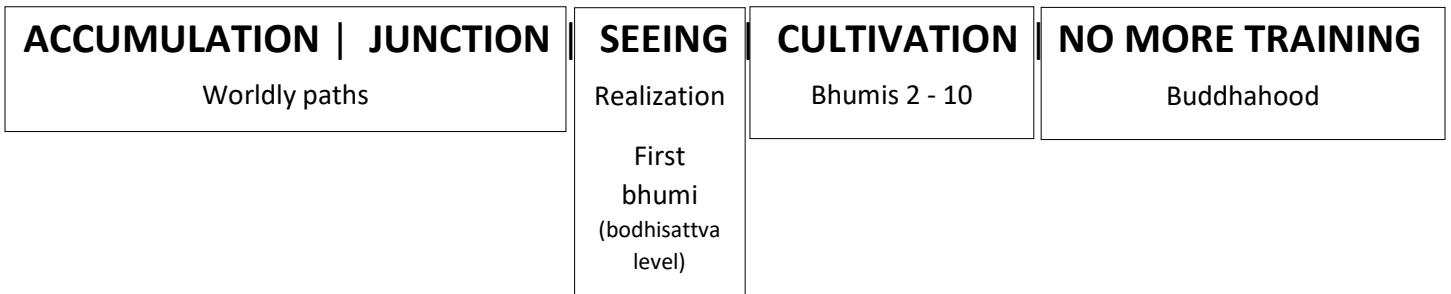 ACCUMULATION | JUNCTION | SEEING | CULTIVATION | NO MORE TRAINING
Worldly paths
Realization
First
bhumi
(bodhisattva
level)
Bhumis 2 - 10
Buddhahood